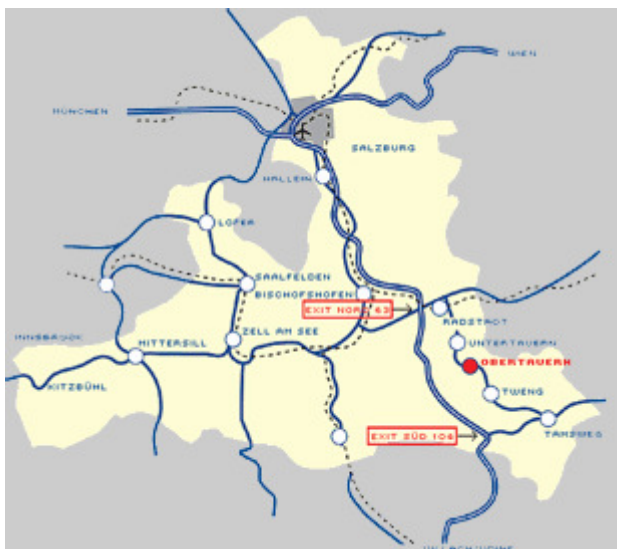 WIEN
MÜNCHEN
SALZBURG
HALLEIN
LOFER
SAALFELDEN
BISCHOFSHOFEN
EXIT NORD 63
RADSTADT
UNTERTAUERN
INNSBRUCK
MITTERSILL
ZELL AM SEE
OBERTAUERN
KITZBÜHL
TWENG
EXIT SÜD 104
TAMSWEG